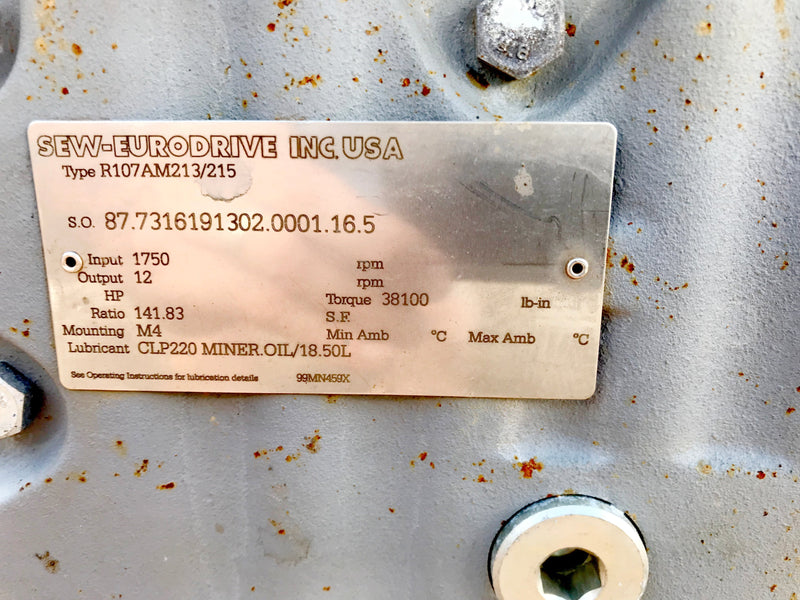 SEW-EURODRIVE INC. USA
Type R107AM213/215
S.O. 87.7316191302.0001.16.5
Input 1750 rpm
Output 12 rpm
HP Torque 38100 lb-in
Ratio 141.83 S.F.
Mounting M4 Min Amb °C Max Amb °C
Lubricant CLP220 MINER.OIL/18.50L
See Operating Instructions for lubrication details 99MN459X